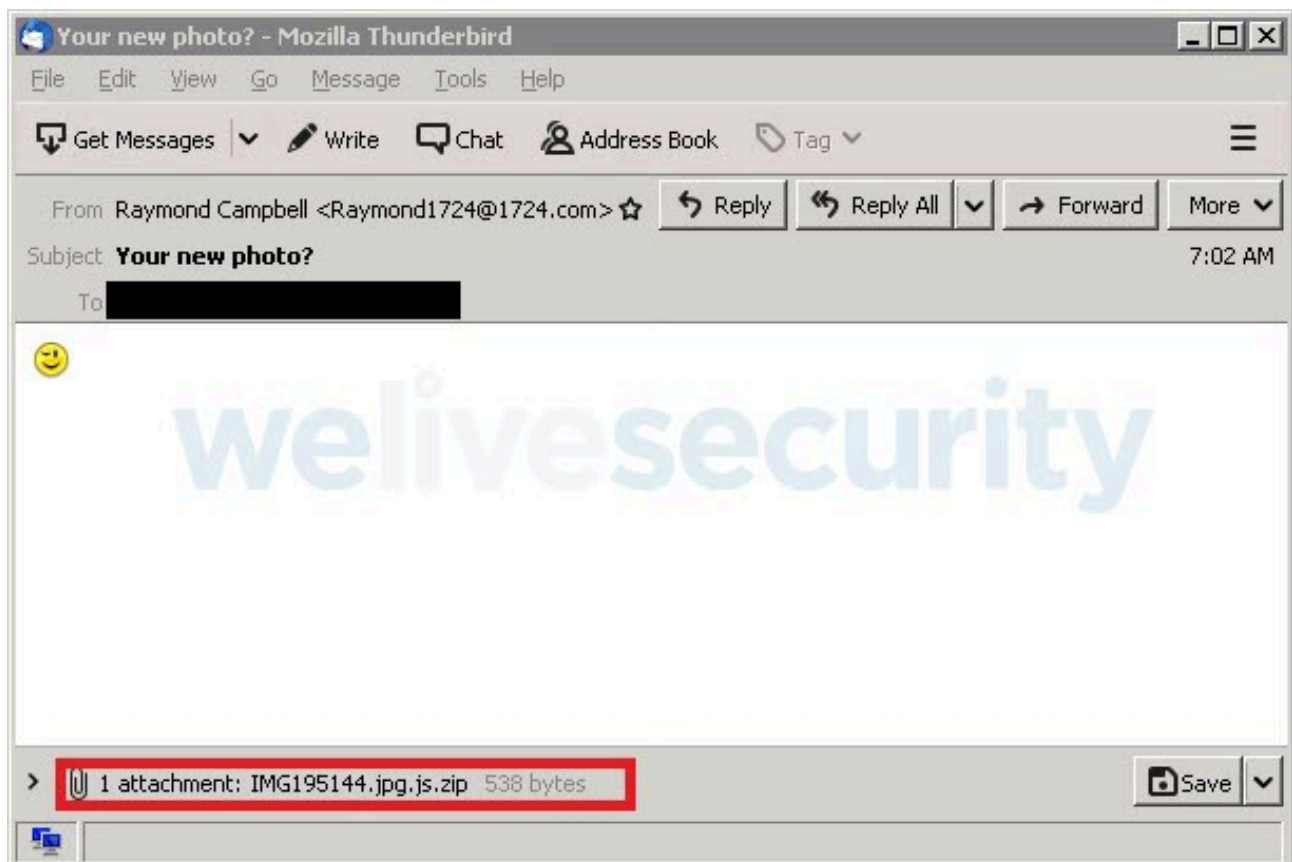 Your new photo? - Mozilla Thunderbird
File Edit View Go Message Tools Help
Get Messages Write Chat Address Book Tag
From Raymond Campbell <Raymond1724@1724.com> Reply Reply All Forward More
Subject Your new photo? 7:02 AM
To
welivesecurity
1 attachment: IMG195144.jpg.js.zip 538 bytes Save